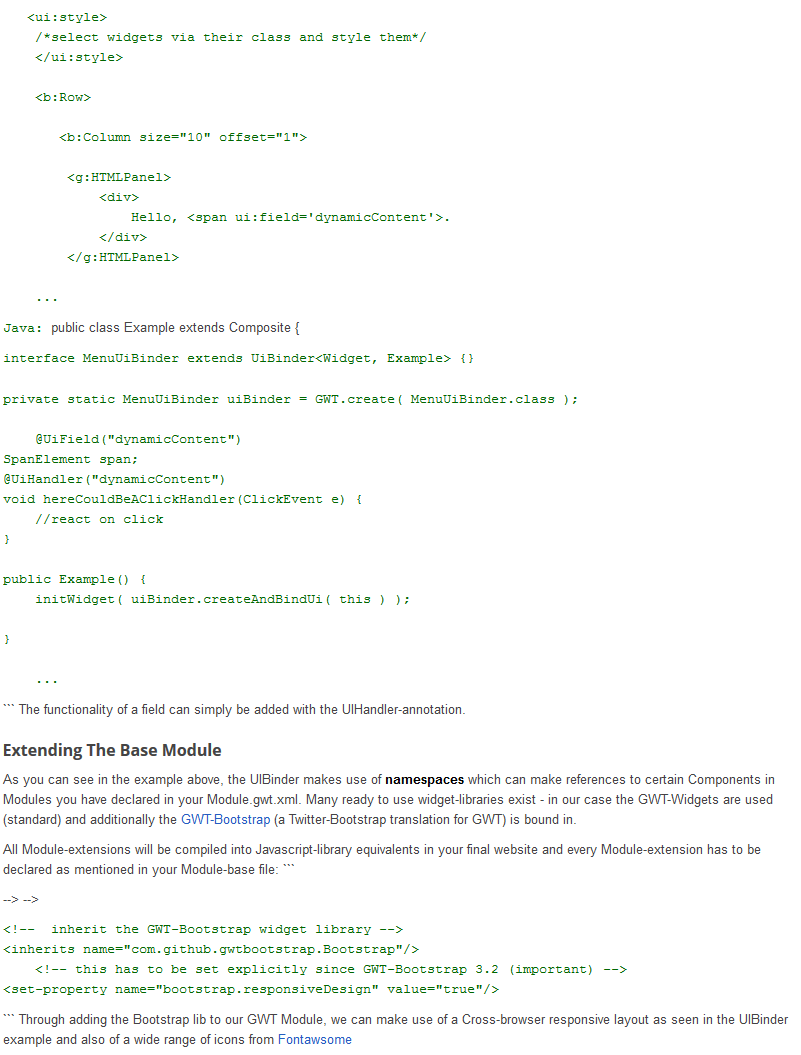 <ui:style>
/*select widgets via their class and style them*/
</ui:style>
<b:Row>
<b:Column size="10" offset="1">
<g:HTMLPanel>
<div>
Hello, <span ui:field='dynamicContent'>.
</div>
</g:HTMLPanel>
...
Java: public class Example extends Composite {
interface MenuUiBinder extends UiBinder<Widget, Example> {}
private static MenuUiBinder uiBinder = GWT.create( MenuUiBinder.class );
@UiField("dynamicContent")
SpanElement span;
@UiHandler("dynamicContent")
void hereCouldBeAClickHandler(ClickEvent e) {
//react on click
}
public Example() {
initWidget( uiBinder.createAndBindUi( this ) );
}
...
``` The functionality of a field can simply be added with the UIHandler-annotation.
Extending The Base Module
As you can see in the example above, the UIBinder makes use of namespaces which can make references to certain Components in
Modules you have declared in your Module.gwt.xml. Many ready to use widget-libraries exist - in our case the GWT-Widgets are used
(standard) and additionally the GWT-Bootstrap (a Twitter-Bootstrap translation for GWT) is bound in.
All Module-extensions will be compiled into Javascript-library equivalents in your final website and every Module-extension has to be
declared as mentioned in your Module-base file: ```
--> -->
<!--  inherit the GWT-Bootstrap widget library -->
<inherits name="com.github.gwtbootstrap.Bootstrap"/>
<!-- this has to be set explicitly since GWT-Bootstrap 3.2 (important) -->
<set-property name="bootstrap.responsiveDesign" value="true"/>
``` Through adding the Bootstrap lib to our GWT Module, we can make use of a Cross-browser responsive layout as seen in the UIBinder
example and also of a wide range of icons from Fontawsome